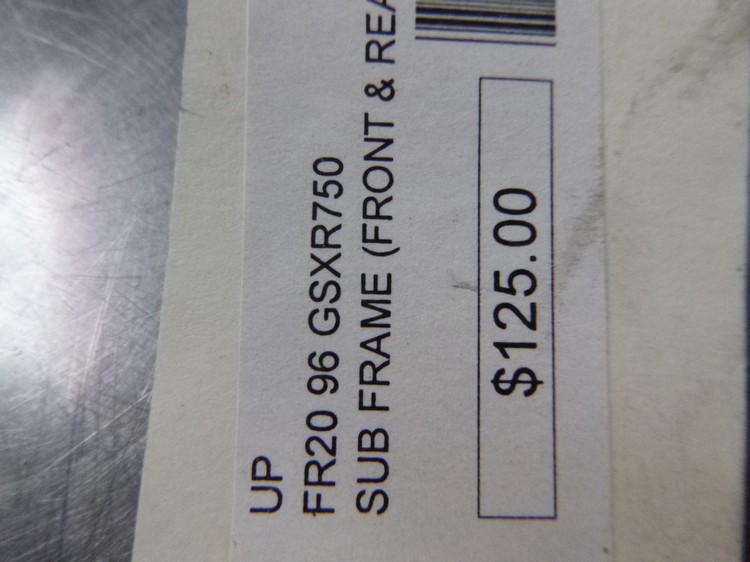 UP
FR20 96 GSXR750
SUB FRAME (FRONT &
$125.00